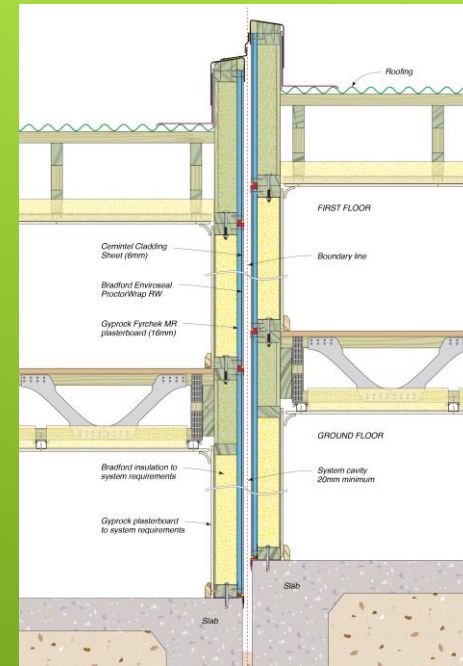 Roofing
FIRST FLOOR
Cemintel Cladding
Sheet (6mm)
Boundary line
Bradford Enviroseal
ProctorWrap RW
Gyprock Fyrchek MR
plasterboard (16mm)
GROUND FLOOR
Bradford insulation to
system requirements
System cavity
20mm minimum
Gyprock plasterboard
to system requirements
Slab
Slab